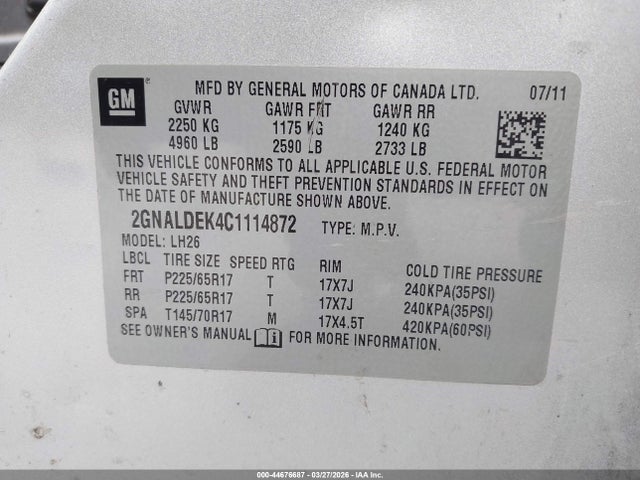 GM
MFD BY GENERAL MOTORS OF CANADA LTD. 07/11
GVWR GAWR FRT GAWR RR
2250 KG 1175 KG 1240 KG
4960 LB 2590 LB 2733 LB
THIS VEHICLE CONFORMS TO ALL APPLICABLE U.S. FEDERAL MOTOR
VEHICLE SAFETY AND THEFT PREVENTION STANDARDS IN EFFECT ON
THE DATE OF MANUFACTURE SHOWN ABOVE.
2GNALDEK4C1114872 TYPE: M.P.V.
MODEL: LH26
LBCL TIRE SIZE SPEED RTG RIM COLD TIRE PRESSURE
FRT P225/65R17 T 17X7J 240KPA(35PSI)
RR P225/65R17 T 17X7J 240KPA(35PSI)
SPA T145/70R17 M 17X4.5T 420KPA(60PSI)
SEE OWNER'S MANUAL i FOR MORE INFORMATION.
000-44676687 | 03/27/2026 | IAA Inc.